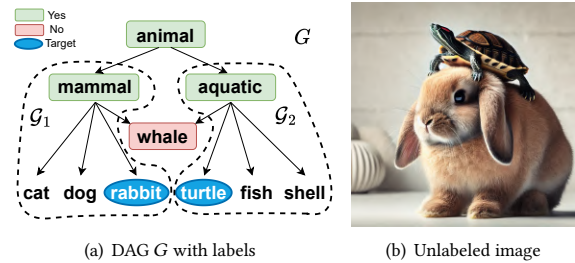 Yes
No
Target
animal
G
mammal
aquatic
G1
whale
G2
cat dog rabbit turtle fish shell
(a) DAG G with labels
(b) Unlabeled image